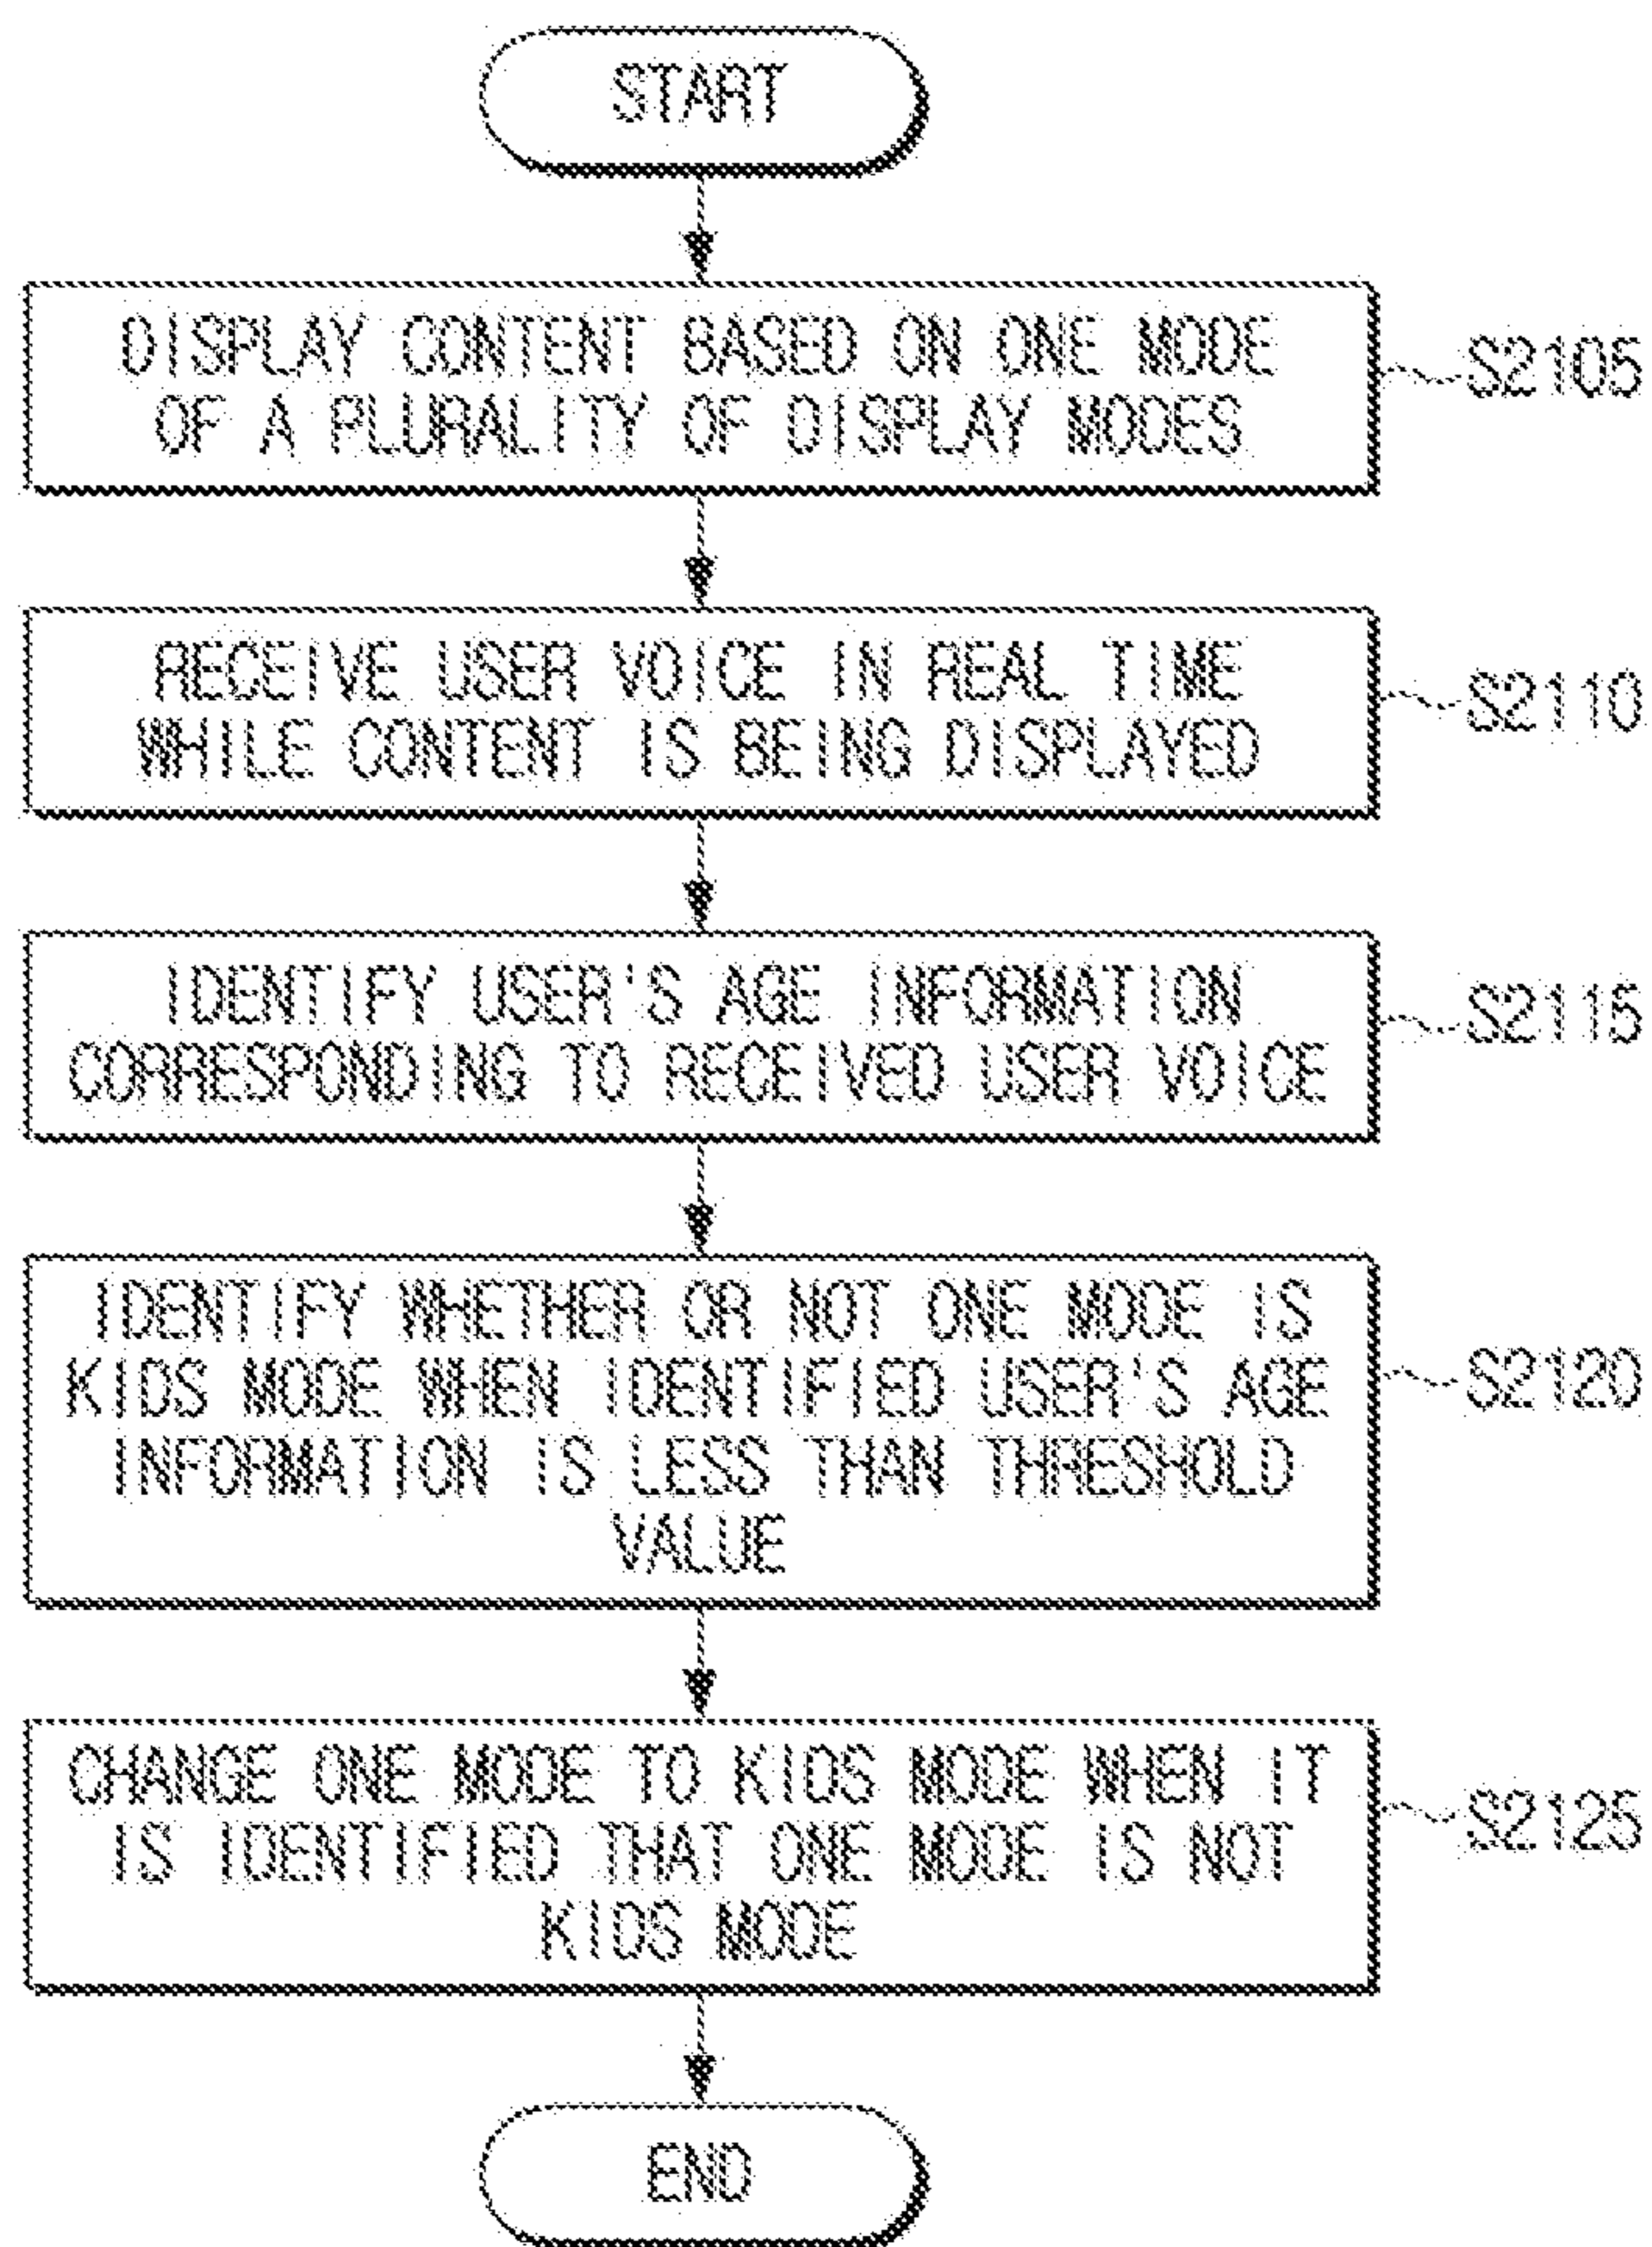 START
DISPLAY CONTENT BASED ON ONE MODE
OF A PLURALITY OF DISPLAY MODES
S2105
RECEIVE USER VOICE IN REAL TIME
WHILE CONTENT IS BEING DISPLAYED
S2110
IDENTIFY USER'S AGE INFORMATION
CORRESPONDING TO RECEIVED USER VOICE
S2115
IDENTIFY WHETHER OR NOT ONE MODE IS
KIDS MODE WHEN IDENTIFIED USER'S AGE
INFORMATION IS LESS THAN THRESHOLD
VALUE
S2120
CHANGE ONE MODE TO KIDS MODE WHEN IT
IS IDENTIFIED THAT ONE MODE IS NOT
KIDS MODE
S2125
END